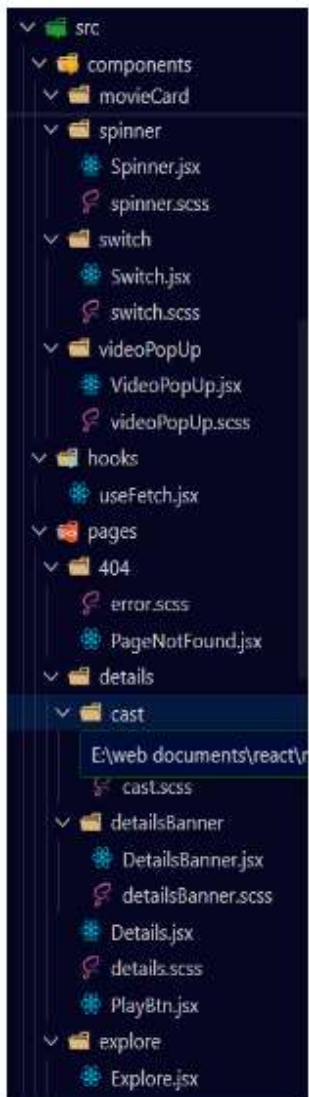 src
components
movieCard
spinner
Spinner.jsx
spinner.scss
switch
Switch.jsx
switch.scss
videoPopUp
VideoPopUp.jsx
videoPopUp.scss
hooks
useFetch.jsx
pages
404
error.scss
PageNotFound.jsx
details
cast
E:\web documents\react\
cast.scss
detailsBanner
DetailsBanner.jsx
detailsBanner.scss
Details.jsx
details.scss
PlayBtn.jsx
explore
Explore.jsx